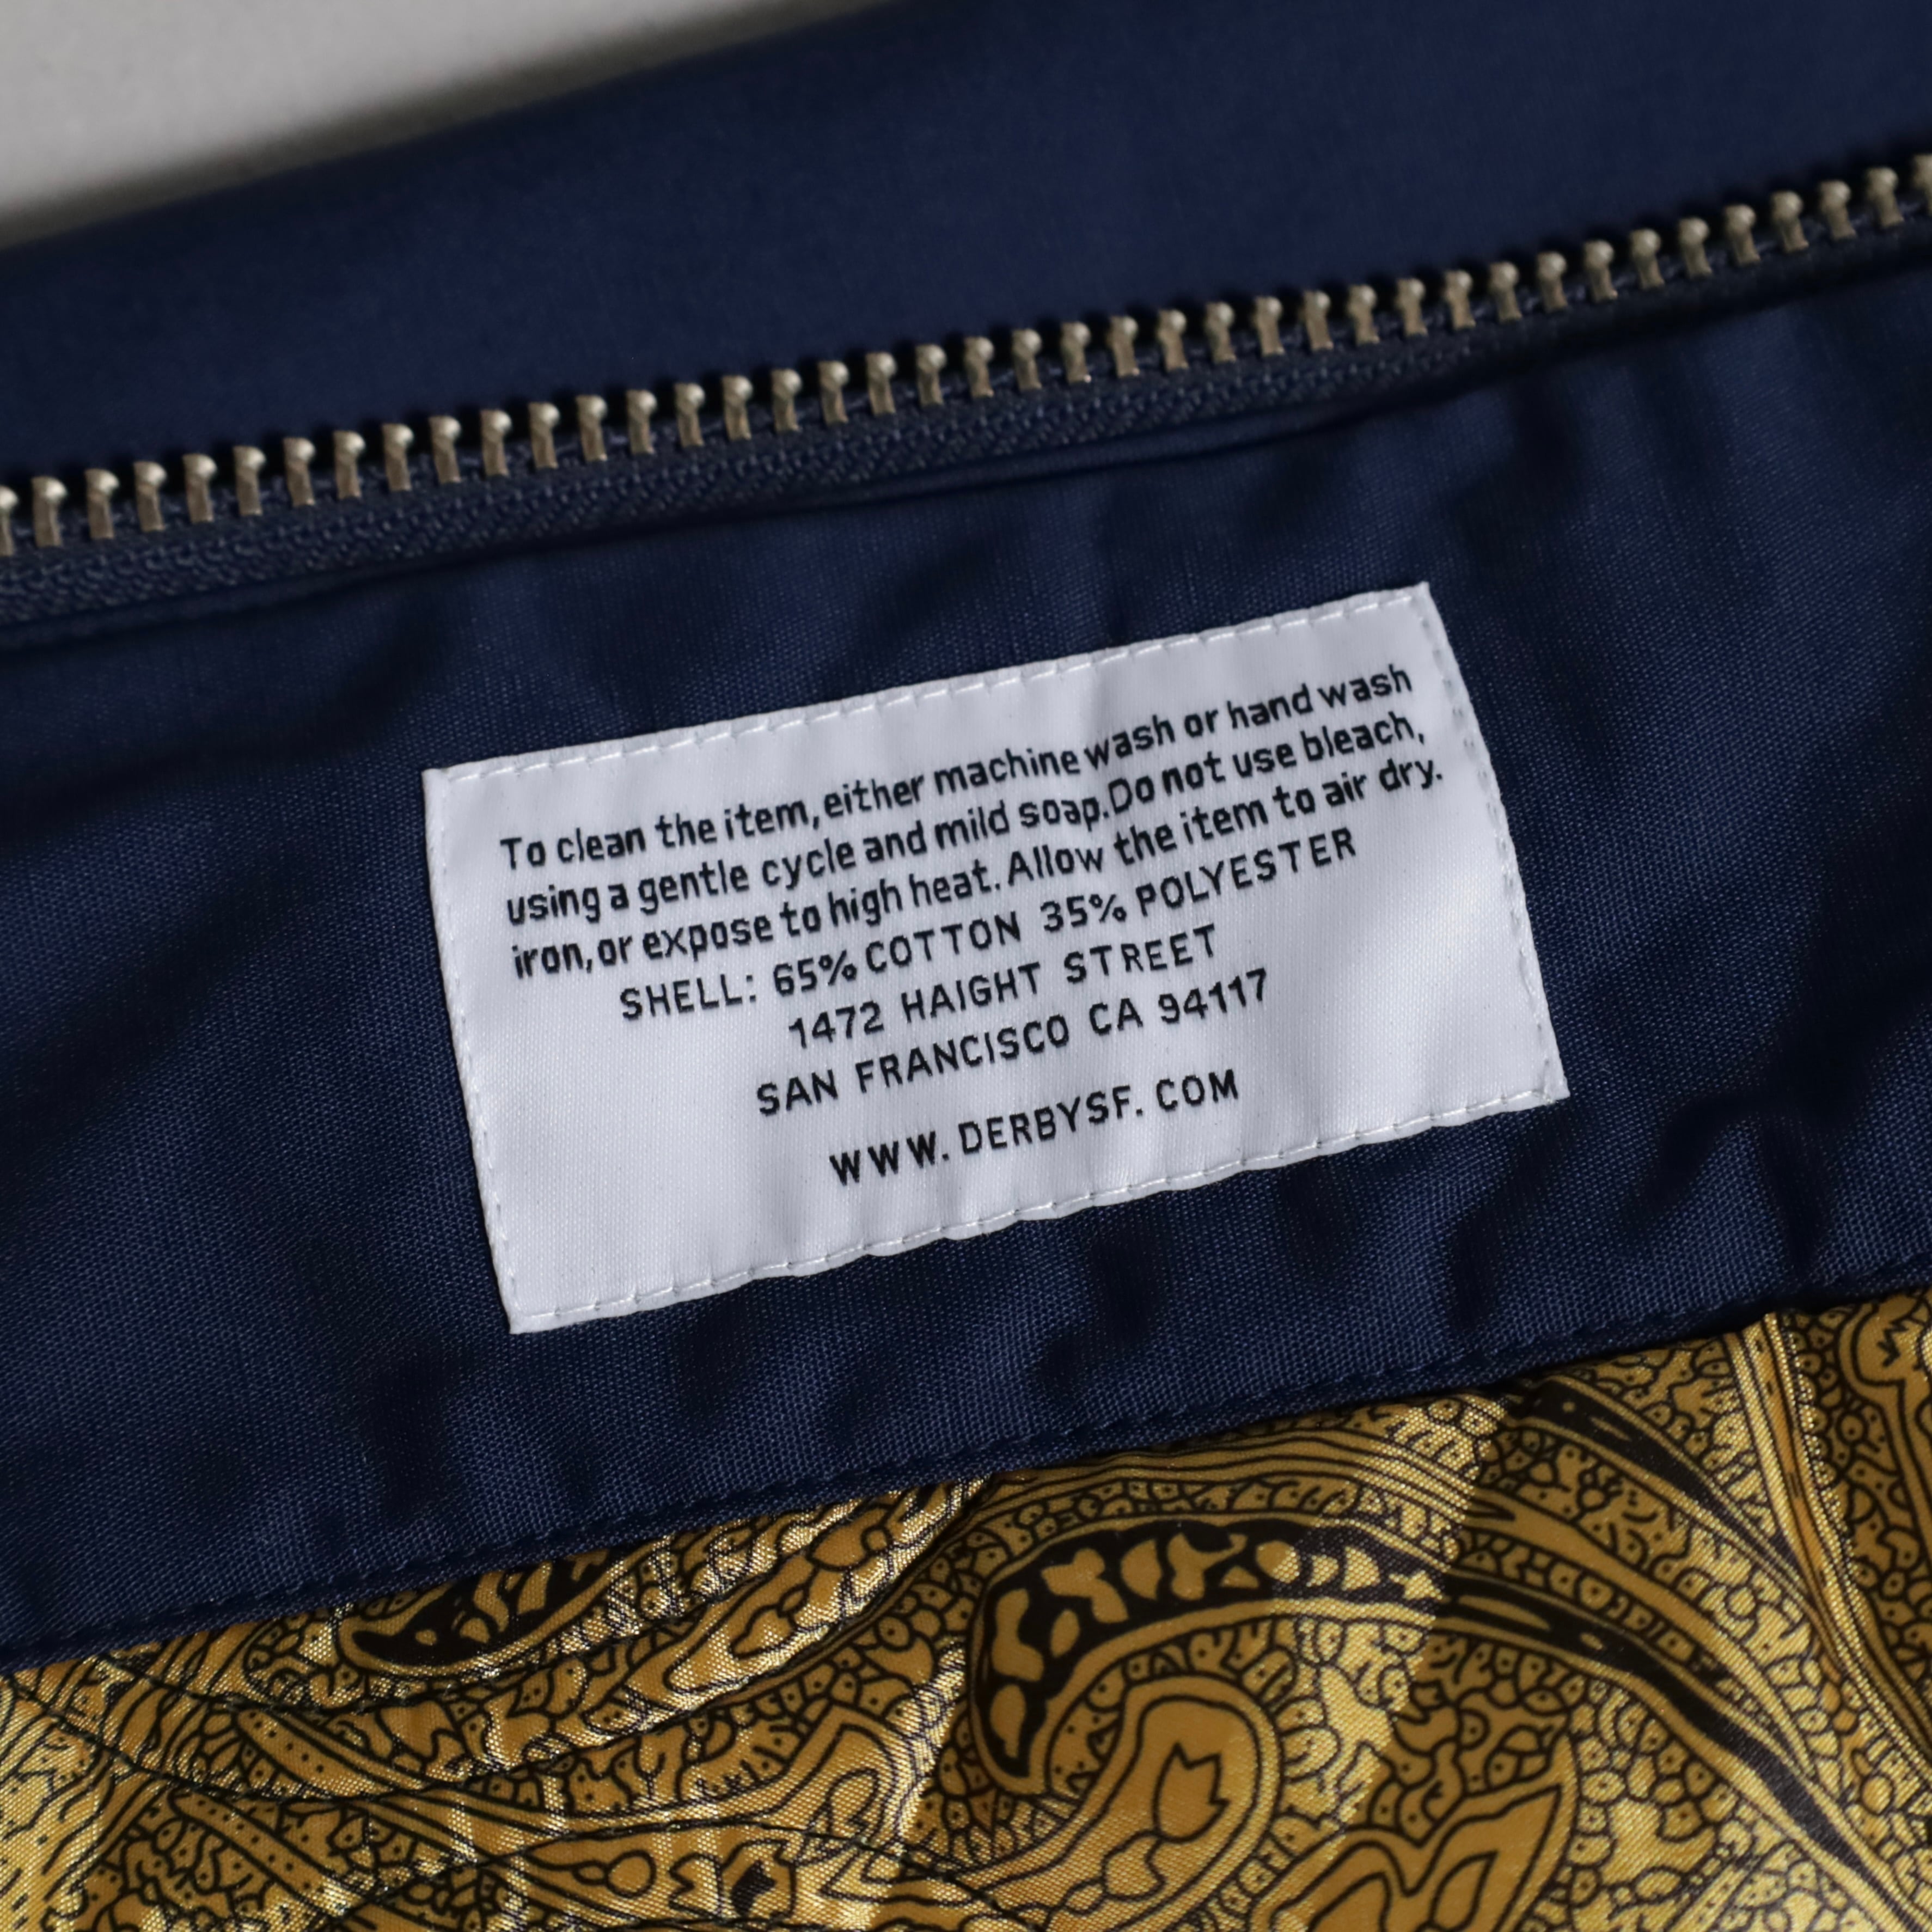 To clean the item, either machine wash or hand wash
using a gentle cycle and mild soap. Do not use bleach,
iron, or expose to high heat. Allow the item to air dry.
SHELL: 65% COTTON 35% POLYESTER
1472 HAIGHT STREET
SAN FRANCISCO CA 94117
WWW. DERBYSF. COM